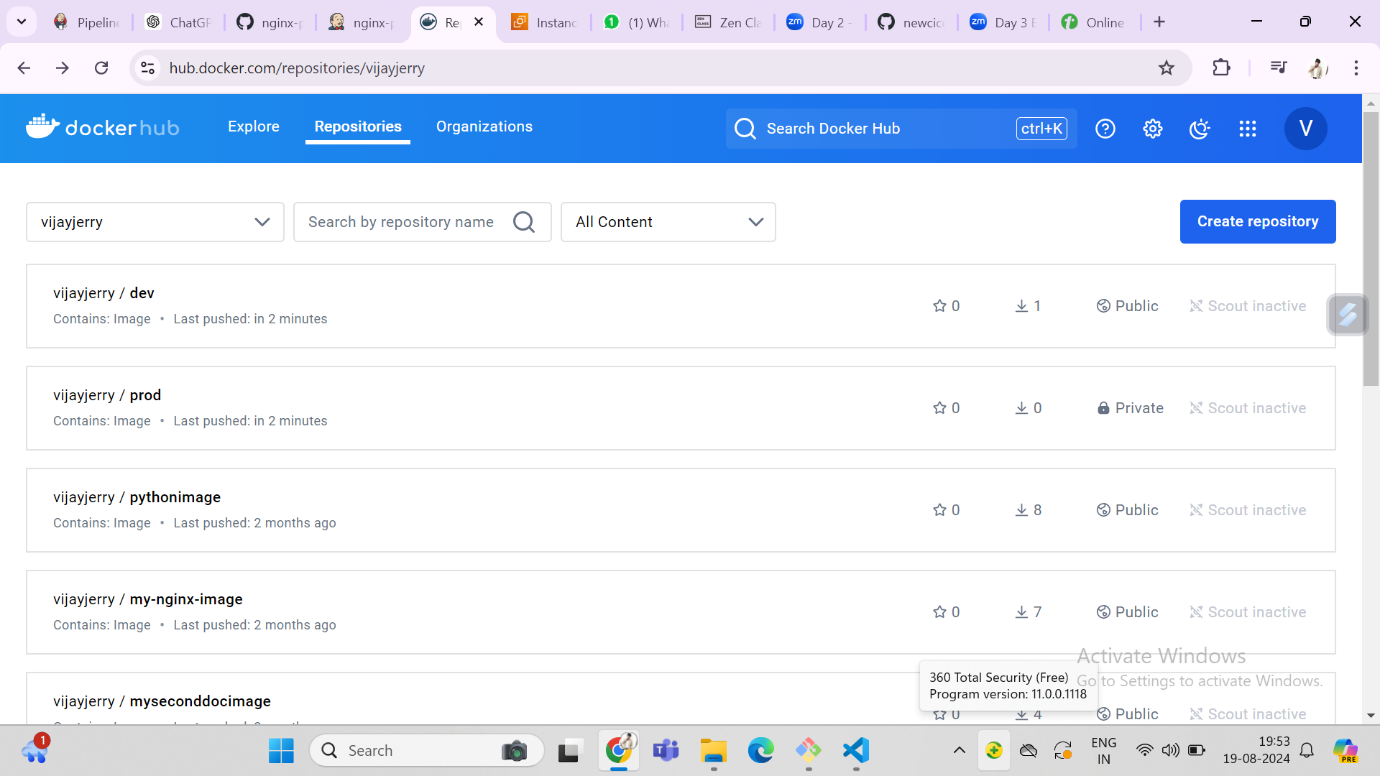 Pipeline
ChatGP
nginx-p
nginx-p
Re
Instanc
(1) Wha
Zen Cla
Day 2 -
newcic
Day 3 E
Online
hub.docker.com/repositories/vijayjerry
dockerhub
Explore
Repositories
Organizations
Search Docker Hub
ctrl+K
V
vijayjerry
Search by repository name
All Content
Create repository
vijayjerry / dev
Contains: Image • Last pushed: in 2 minutes
0
1
Public
Scout inactive
vijayjerry / prod
Contains: Image • Last pushed: in 2 minutes
0
0
Private
Scout inactive
vijayjerry / pythonimage
Contains: Image • Last pushed: 2 months ago
0
8
Public
Scout inactive
vijayjerry / my-nginx-image
Contains: Image • Last pushed: 2 months ago
0
7
Public
Scout inactive
Activate Windows
Go to Settings to activate Windows.
360 Total Security (Free)
Program version: 11.0.0.1118
vijayjerry / myseconddocimage
0
4
Public
Scout inactive
1
Search
ENG
IN
19:53
19-08-2024
PRE